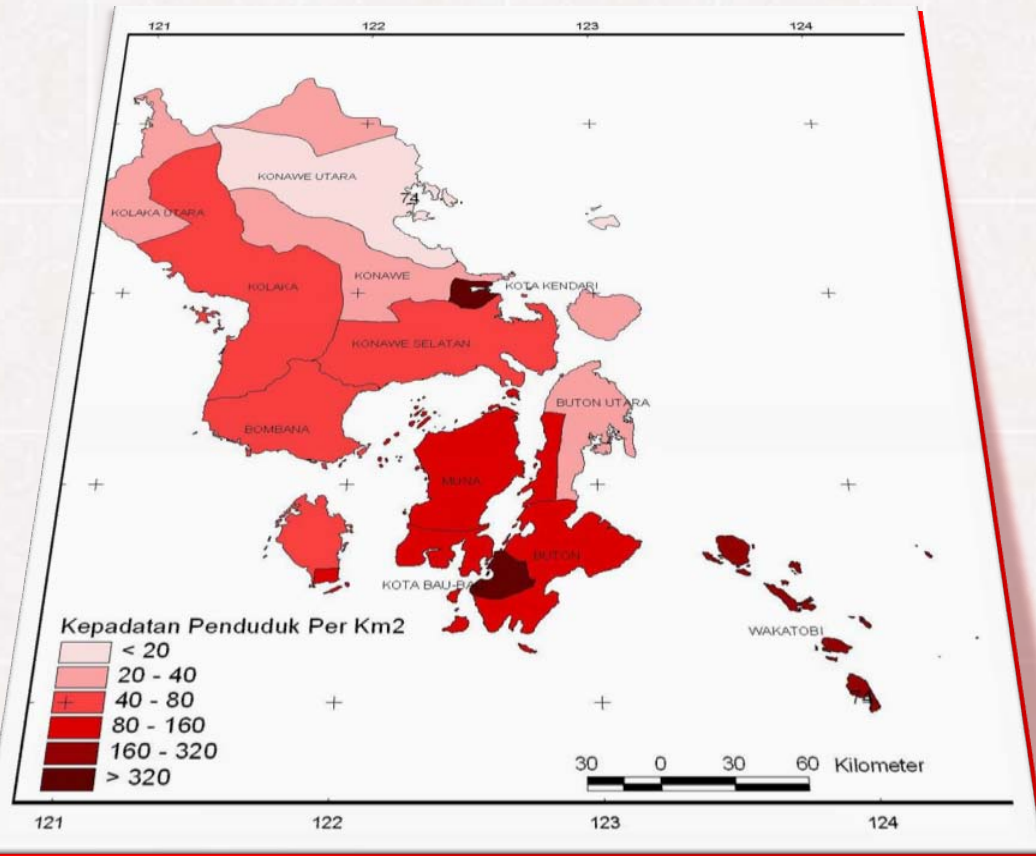 121 122 123 124
KONAWE UTARA
74
KOLAKA UTARA
KONAWE
KOLAKA
KOTA KENDARI
KONAWE SELATAN
BUTON UTARA
BOMBANA
MUNA
BUTON
KOTA BAU-BA
WAKATOBI
74
Kepadatan Penduduk Per Km2
< 20
20 - 40
40 - 80
80 - 160
160 - 320
> 320
30 0 30 60 Kilometer
121 122 123 124